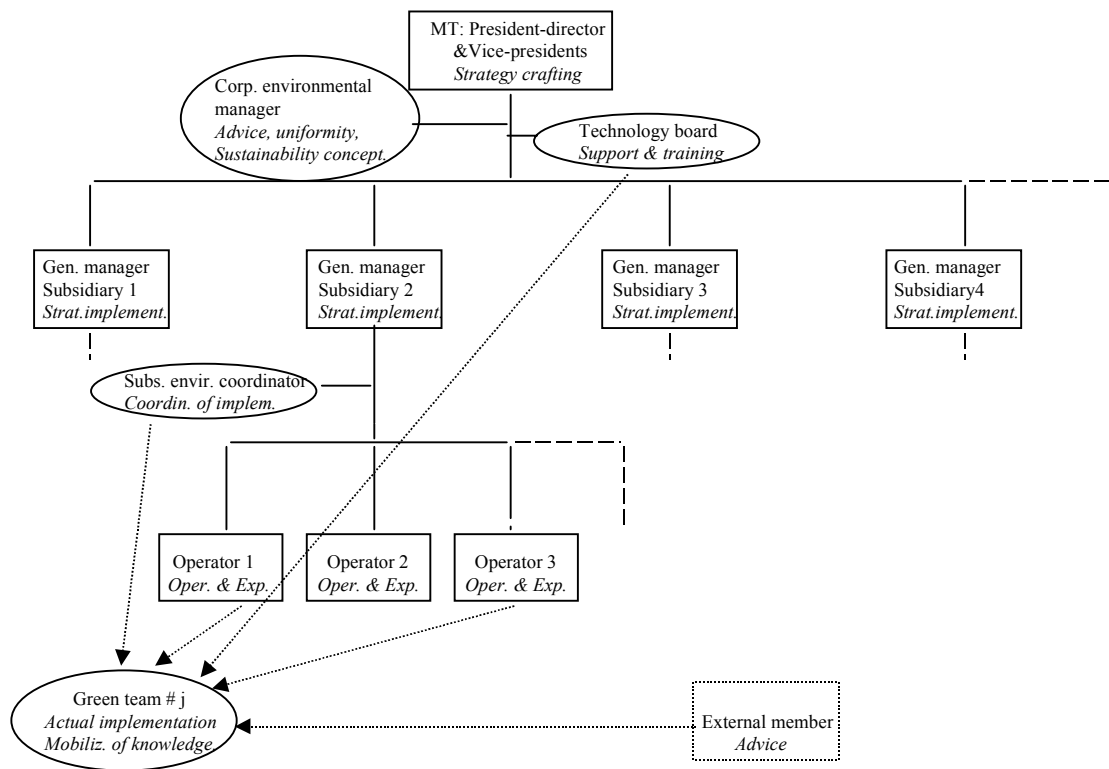 MT: President-director
&Vice-presidents
Strategy crafting
Corp. environmental
manager
Advice, uniformity,
Sustainability concept.
Technology board
Support & training
Gen. manager
Subsidiary 1
Strat.implement.
Gen. manager
Subsidiary 2
Strat.implement.
Gen. manager
Subsidiary 3
Strat.implement.
Gen. manager
Subsidiary4
Strat.implement.
Subs. envir. coordinator
Coordin. of implem.
Operator 1
Oper. & Exp.
Operator 2
Oper. & Exp.
Operator 3
Oper. & Exp.
Green team # j
Actual implementation
Mobiliz. of knowledge.
External member
Advice